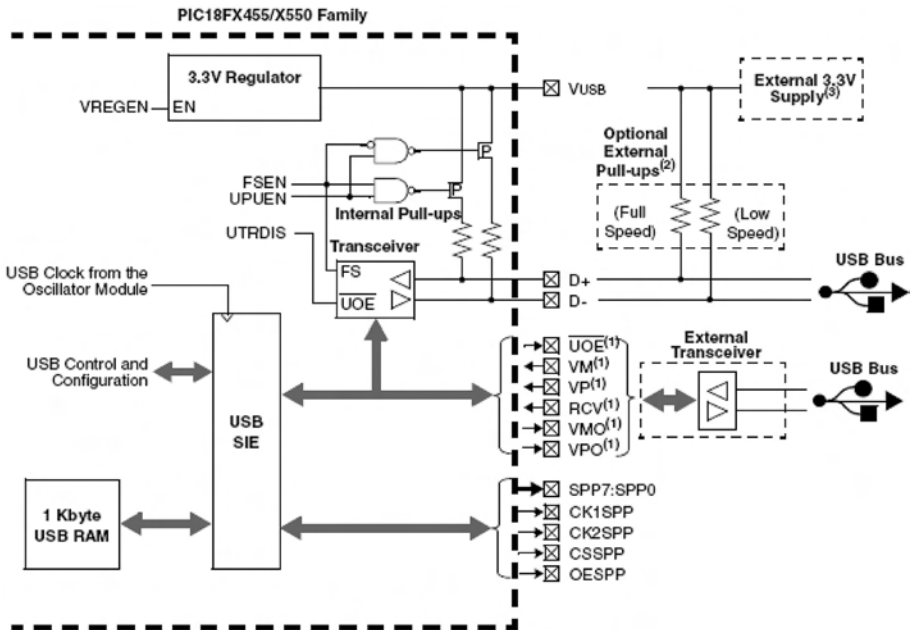 PIC18FX455/X550 Family
3.3V Regulator
VREGEN
EN
VUSB
External 3.3V
Supply(3)
Optional
External
Pull-ups(2)
P
P
FSEN
UPUEN
Internal Pull-ups
(Full
Speed)
(Low
Speed)
UTRDIS
Transceiver
FS
UOE
USB Clock from the
Oscillator Module
D+
D-
USB Bus
USB Control and
Configuration
USB
SIE
UOE(1)
VM(1)
VP(1)
RCV(1)
VMO(1)
VPO(1)
External
Transceiver
USB Bus
1 Kbyte
USB RAM
SPP7:SPP0
CK1SPP
CK2SPP
CSSPP
OESPP